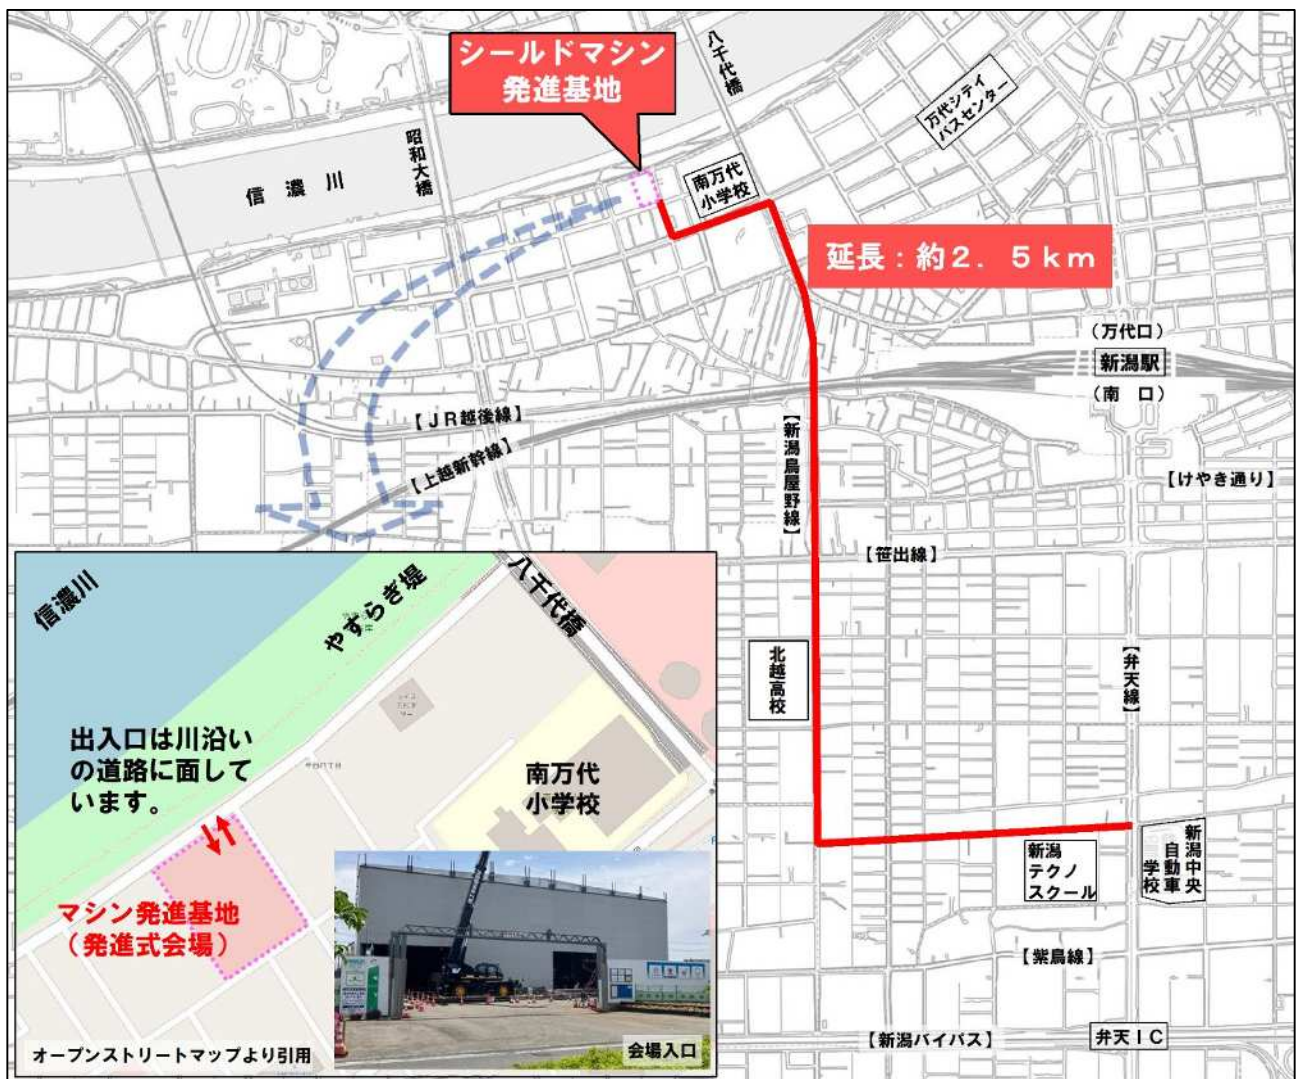 シールドマシン
発進基地
八千代橋
万代シテイ
バスセンター
昭和大橋
信濃川
南万代
小学校
延長：約２．５ｋｍ
（万代口）
新潟駅
（南　口）
【ＪＲ越後線】
【上越新幹線】
【新潟鳥屋野線】
【けやき通り】
【笹出線】
北越高校
【弁天線】
新潟
テクノ
スクール
新潟中央
自動車
学校
【紫鳥線】
【新潟バイパス】
弁天ＩＣ
信濃川
やすらぎ堤
八千代橋
出入口は川沿い
の道路に面して
います。
南万代
小学校
マシン発進基地
（発進式会場）
オープンストリートマップより引用
会場入口